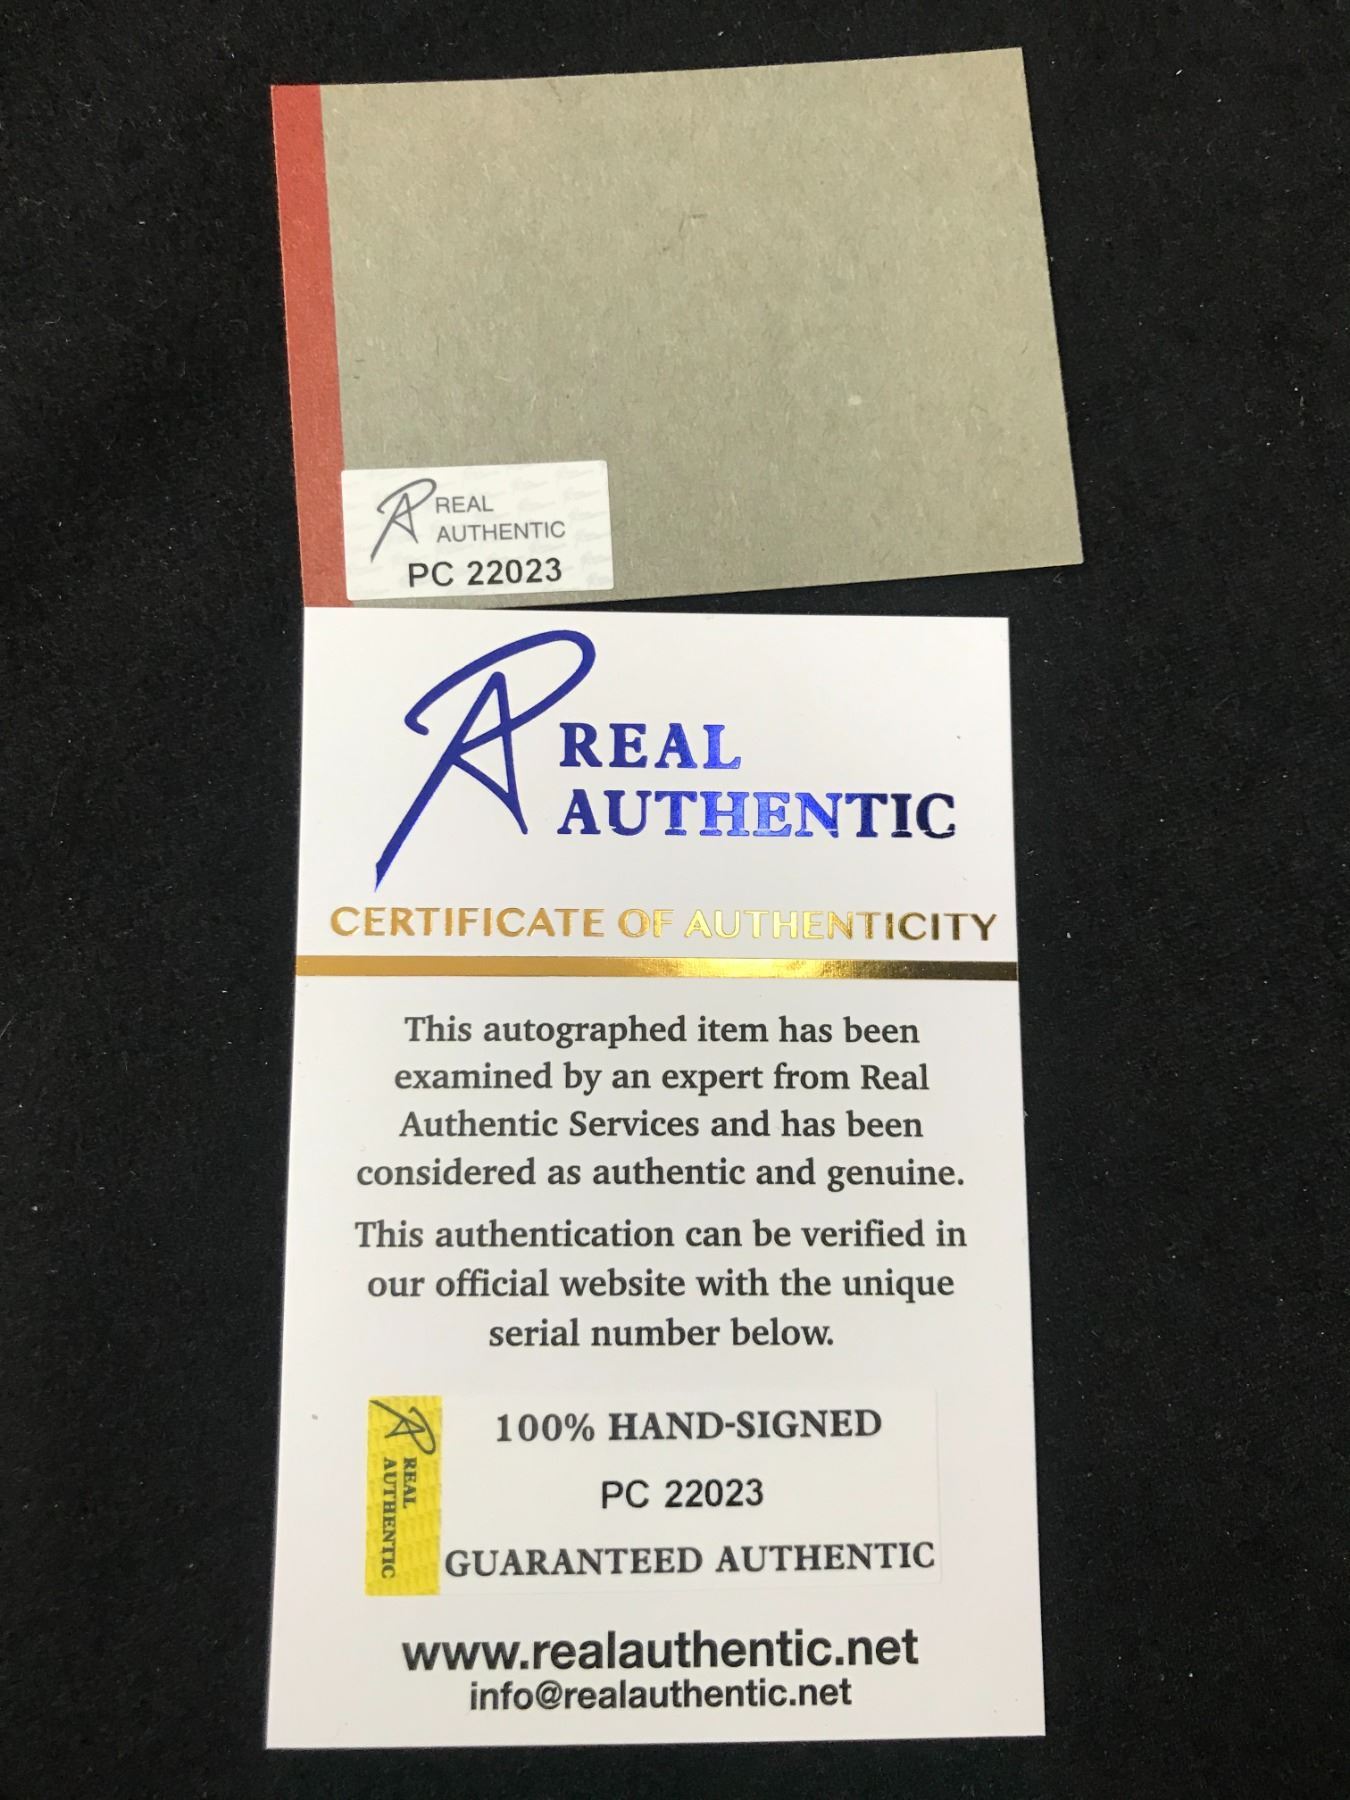 REAL
AUTHENTIC
PC 22023
REAL
AUTHENTIC
CERTIFICATE OF AUTHENTICITY
This autographed item has been
examined by an expert from Real
Authentic Services and has been
considered as authentic and genuine.
This authentication can be verified in
our official website with the unique
serial number below.
REAL
AUTHENTIC
100% HAND-SIGNED
PC 22023
GUARANTEED AUTHENTIC
www.realauthentic.net
info@realauthentic.net